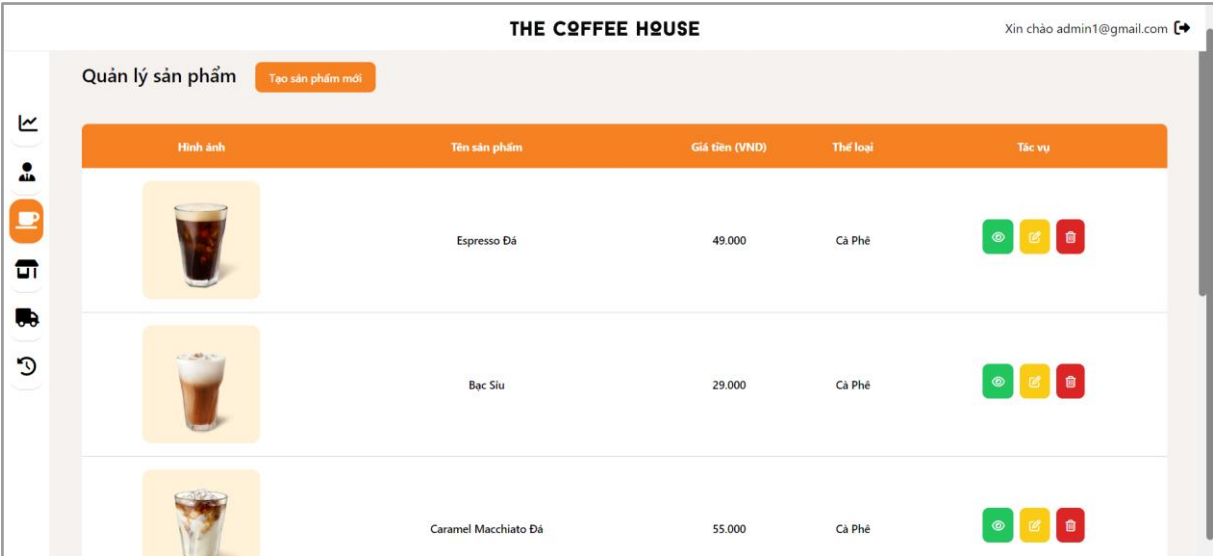 THE COFFEE HOUSE
Xin chào admin1@gmail.com
Quản lý sản phẩm
Tạo sản phẩm mới
Hình ảnh
Tên sản phẩm
Giá tiền (VND)
Thể loại
Tác vụ
Espresso Đá
49.000
Cà Phê
Bạc Sỉu
29.000
Cà Phê
Caramel Macchiato Đá
55.000
Cà Phê